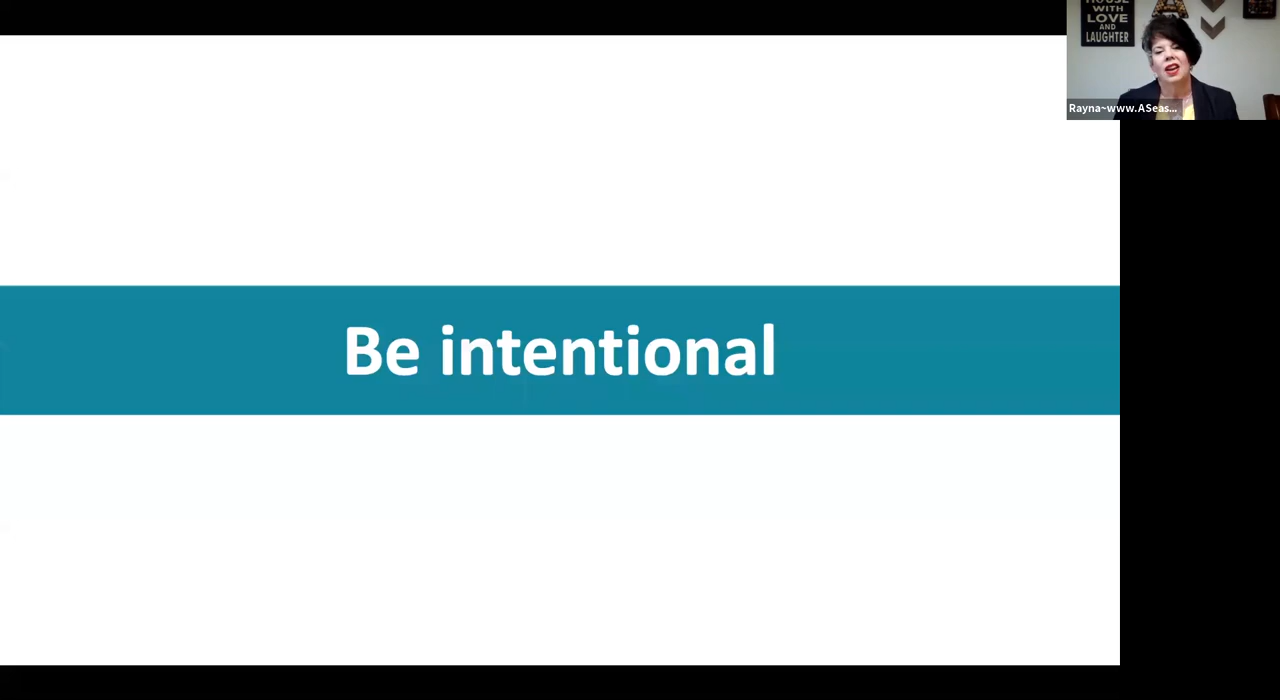 HOUSE
WITH
LOVE
AND
LAUGHTER
Rayna~www.ASeas...
Be intentional